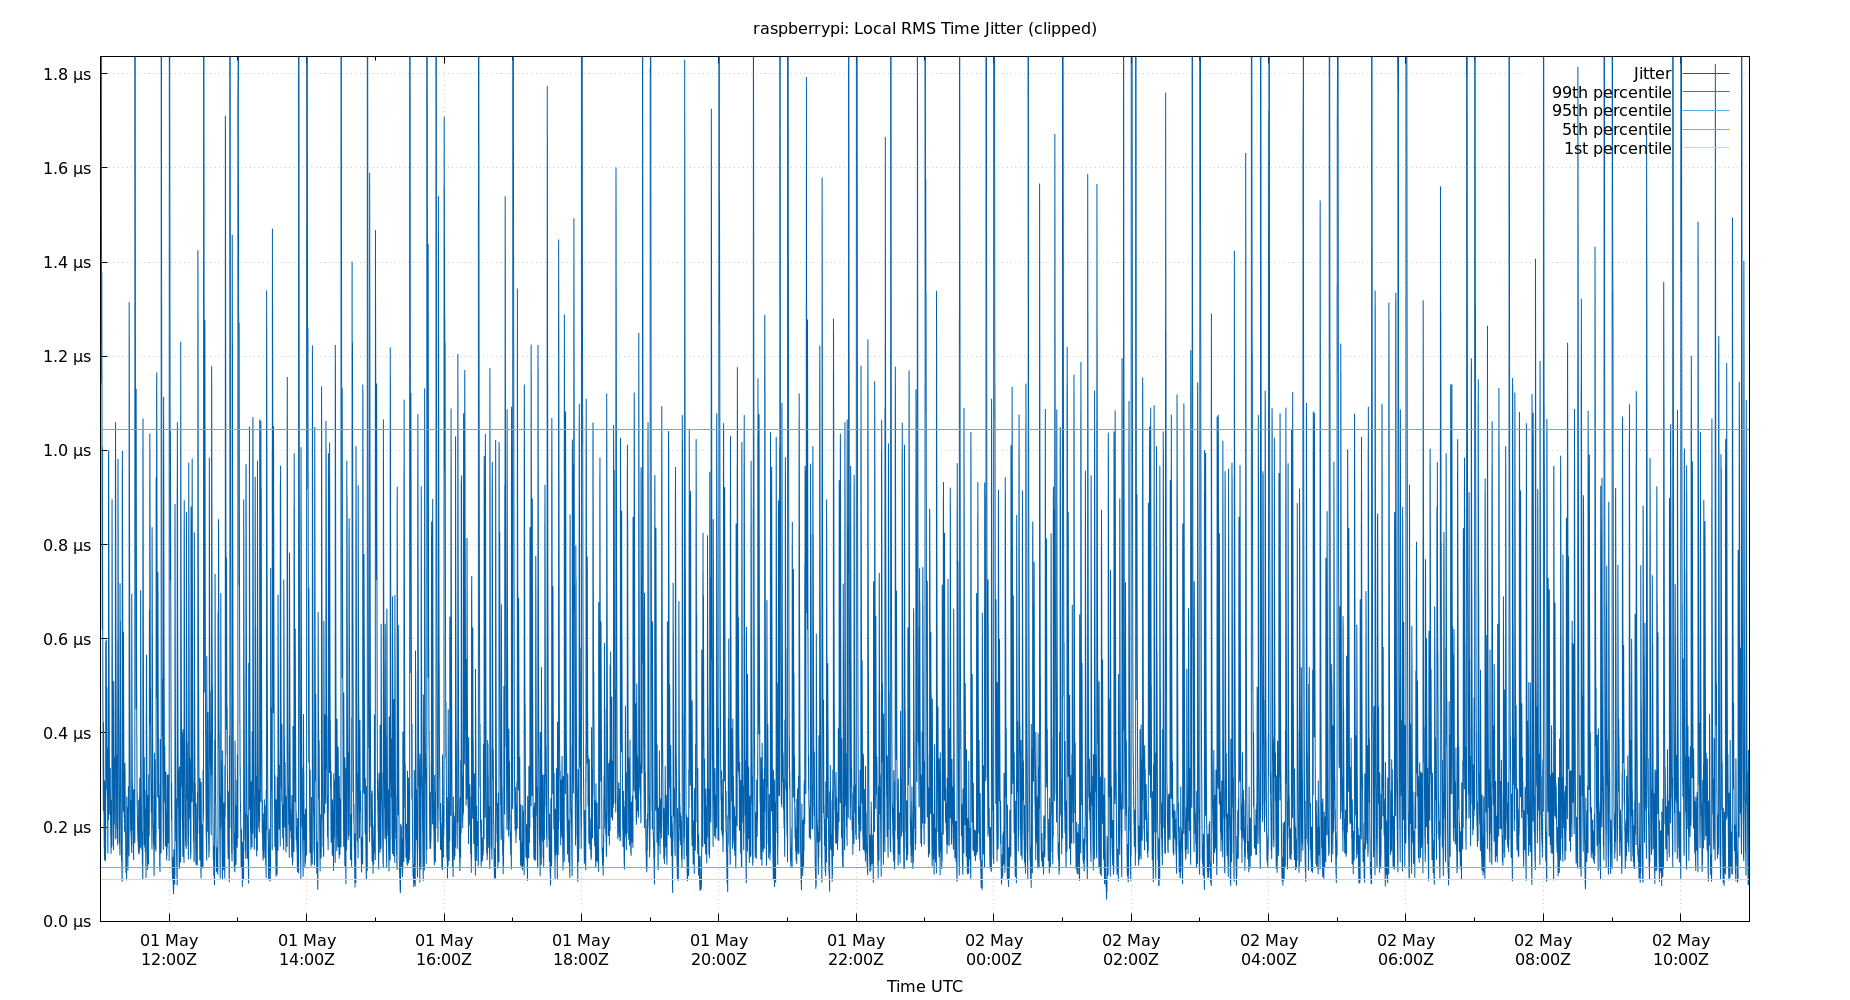 raspberrypi: Local RMS Time Jitter (clipped)
1.8 µs
1.6 µs
1.4 µs
1.2 µs
1.0 µs
0.8 µs
0.6 µs
0.4 µs
0.2 µs
0.0 µs
Jitter
99th percentile
95th percentile
5th percentile
1st percentile
01 May 01 May 01 May 01 May 01 May 01 May 02 May 02 May 02 May 02 May 02 May 02 May
12:00Z 14:00Z 16:00Z 18:00Z 20:00Z 22:00Z 00:00Z 02:00Z 04:00Z 06:00Z 08:00Z 10:00Z
Time UTC